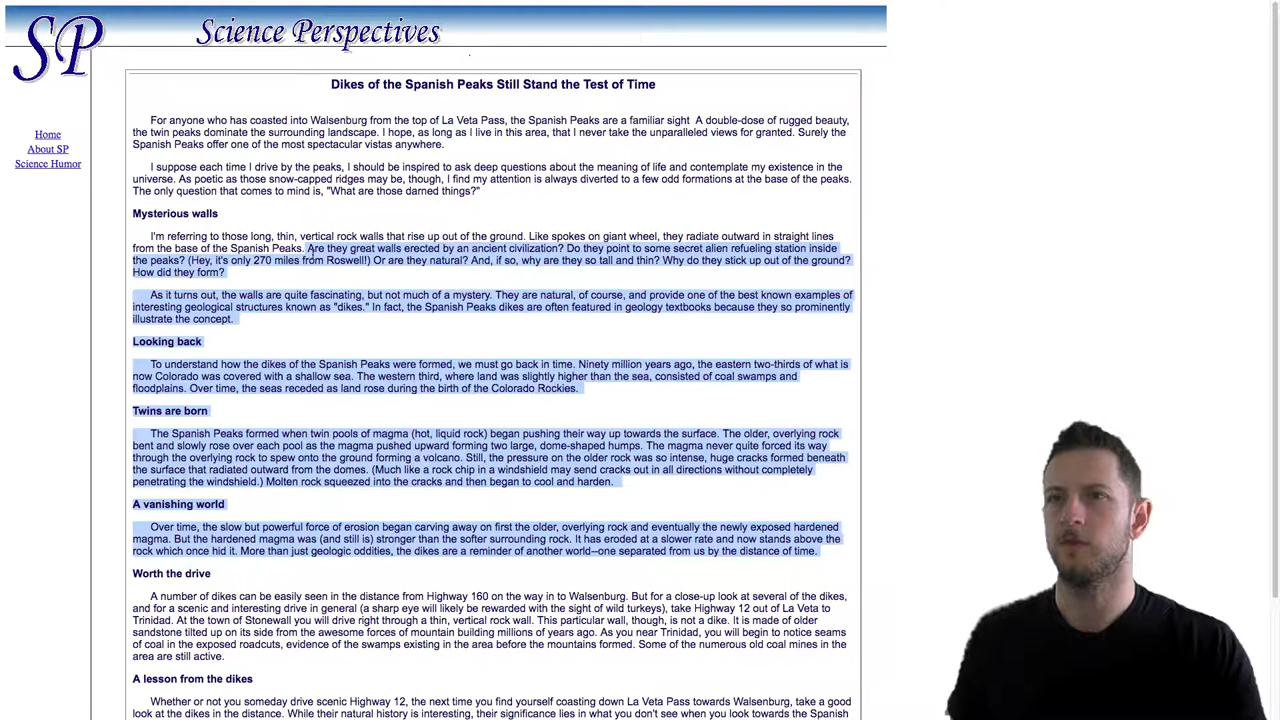 SP
Science Perspectives
Home
About SP
Science Humor
Dikes of the Spanish Peaks Still Stand the Test of Time
For anyone who has coasted into Walsenburg from the top of La Veta Pass, the Spanish Peaks are a familiar sight  A double-dose of rugged beauty,
the twin peaks dominate the surrounding landscape. I hope, as long as I live in this area, that I never take the unparalleled views for granted. Surely the
Spanish Peaks offer one of the most spectacular vistas anywhere.
I suppose each time I drive by the peaks, I should be inspired to ask deep questions about the meaning of life and contemplate my existence in the
universe. As poetic as those snow-capped ridges may be, though, I find my attention is always diverted to a few odd formations at the base of the peaks.
The only question that comes to mind is, "What are those darned things?"
Mysterious walls
I'm referring to those long, thin, vertical rock walls that rise up out of the ground. Like spokes on giant wheel, they radiate outward in straight lines
from the base of the Spanish Peaks. Are they great walls erected by an ancient civilization? Do they point to some secret alien refueling station inside
the peaks? (Hey, it's only 270 miles from Roswell!) Or are they natural? And, if so, why are they so tall and thin? Why do they stick up out of the ground?
How did they form?
As it turns out, the walls are quite fascinating, but not much of a mystery. They are natural, of course, and provide one of the best known examples of
interesting geological structures known as "dikes." In fact, the Spanish Peaks dikes are often featured in geology textbooks because they so prominently
illustrate the concept.
Looking back
To understand how the dikes of the Spanish Peaks were formed, we must go back in time. Ninety million years ago, the eastern two-thirds of what is
now Colorado was covered with a shallow sea. The western third, where land was slightly higher than the sea, consisted of coal swamps and
floodplains. Over time, the seas receded as land rose during the birth of the Colorado Rockies.
Twins are born
The Spanish Peaks formed when twin pools of magma (hot, liquid rock) began pushing their way up towards the surface. The older, overlying rock
bent and slowly rose over each pool as the magma pushed upward forming two large, dome-shaped humps. The magma never quite forced its way
through the overlying rock to spew onto the ground forming a volcano. Still, the pressure on the older rock was so intense, huge cracks formed beneath
the surface that radiated outward from the domes. (Much like a rock chip in a windshield may send cracks out in all directions without completely
penetrating the windshield.) Molten rock squeezed into the cracks and then began to cool and harden.
A vanishing world
Over time, the slow but powerful force of erosion began carving away on first the older, overlying rock and eventually the newly exposed hardened
magma. But the hardened magma was (and still is) stronger than the softer surrounding rock. It has eroded at a slower rate and now stands above the
rock which once hid it. More than just geologic oddities, the dikes are a reminder of another world--one separated from us by the distance of time.
Worth the drive
A number of dikes can be easily seen in the distance from Highway 160 on the way in to Walsenburg. But for a close-up look at several of the dikes,
and for a scenic and interesting drive in general (a sharp eye will likely be rewarded with the sight of wild turkeys), take Highway 12 out of La Veta to
Trinidad. At the town of Stonewall you will drive right through a thin, vertical rock wall. This particular wall, though, is not a dike. It is made of older
sandstone tilted up on its side from the awesome forces of mountain building millions of years ago. As you near Trinidad, you will begin to notice seams
of coal in the exposed roadcuts, evidence of the swamps existing in the area before the mountains formed. Some of the numerous old coal mines in the
area are still active.
A lesson from the dikes
Whether or not you someday drive scenic Highway 12, the next time you find yourself coasting down La Veta Pass towards Walsenburg, take a good
look at the dikes in the distance. While their natural history is interesting, their significance lies in what you don't see when you look towards the Spanish